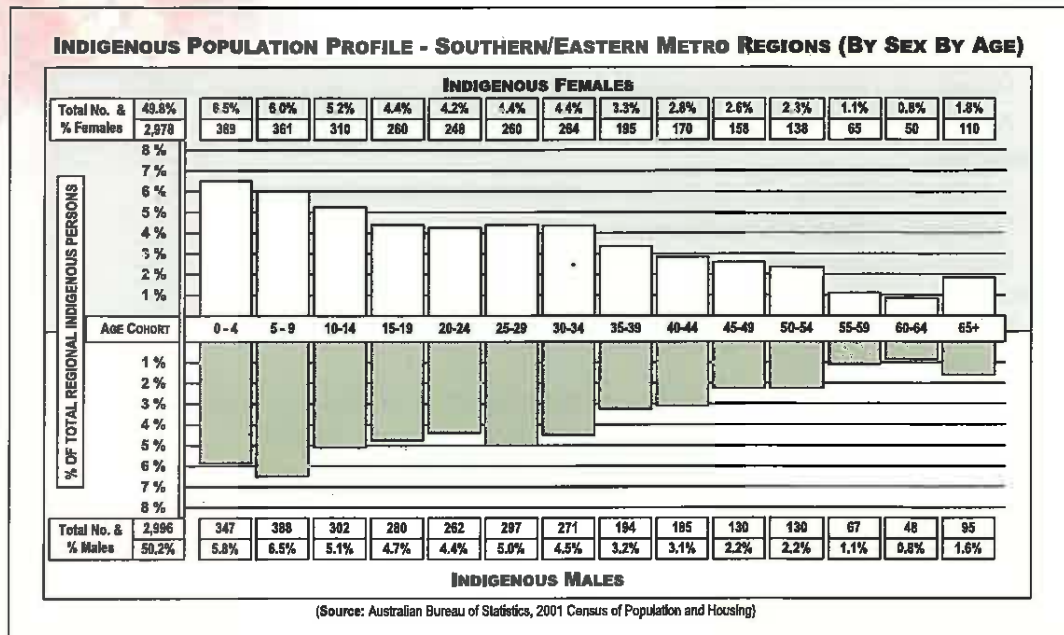 INDIGENOUS POPULATION PROFILE - SOUTHERN/EASTERN METRO REGIONS (BY SEX BY AGE)
INDIGENOUS FEMALES
Total No. & 49.8% 6.5% 6.0% 5.2% 4.4% 4.2% 4.4% 4.4% 3.3% 2.8% 2.6% 2.3% 1.1% 0.8% 1.8%
% Females 2,978 389 361 310 260 248 260 264 195 170 158 138 65 50 110
8 %
7 %
6 %
5 %
4 %
3 %
2 %
1 %
% OF TOTAL REGIONAL INDIGENOUS PERSONS
AGE COHORT 0 - 4 5 - 9 10-14 15-19 20-24 25-29 30-34 35-39 40-44 45-49 50-54 55-59 60-64 65+
1 %
2 %
3 %
4 %
5 %
6 %
7 %
8 %
Total No. & 2,996 347 388 302 280 262 297 271 194 185 130 130 67 48 95
% Males 50.2% 5.8% 6.5% 5.1% 4.7% 4.4% 5.0% 4.5% 3.2% 3.1% 2.2% 2.2% 1.1% 0.8% 1.6%
INDIGENOUS MALES
(Source: Australian Bureau of Statistics, 2001 Census of Population and Housing)